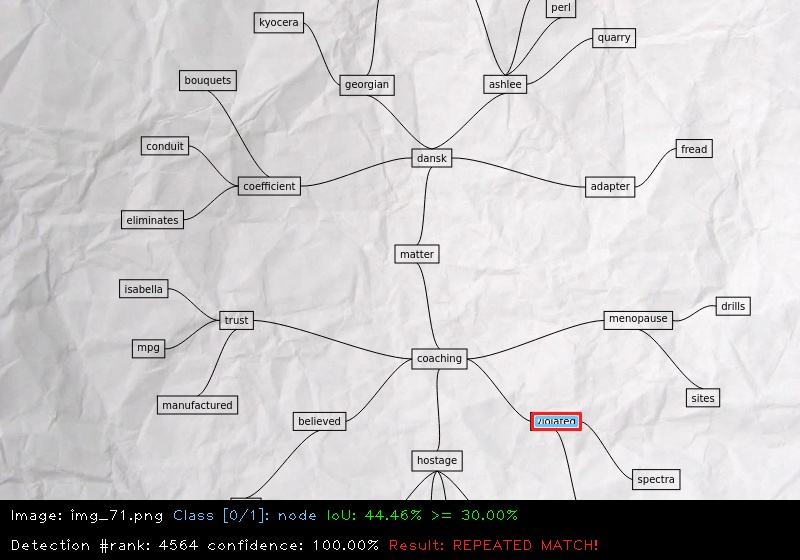 perl
kyocera
quarry
bouquets
georgian
ashlee
conduit
fread
dansk
coefficient
adapter
eliminates
matter
isabella
drills
trust
menopause
mpg
coaching
sites
manufactured
believed
violated
hostage
spectra
Image: img_71.png Class [0/1]: node IoU: 44.46% >= 30.00%
Detection #rank: 4564 confidence: 100.00% Result: REPEATED MATCH!